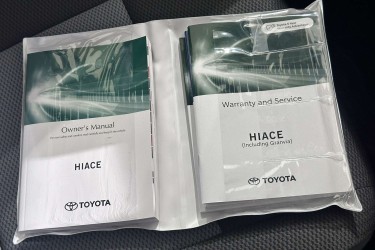 Owner's Manual
HIACE
TOYOTA
Warranty and Service
HIACE
(Including Granvia)
TOYOTA